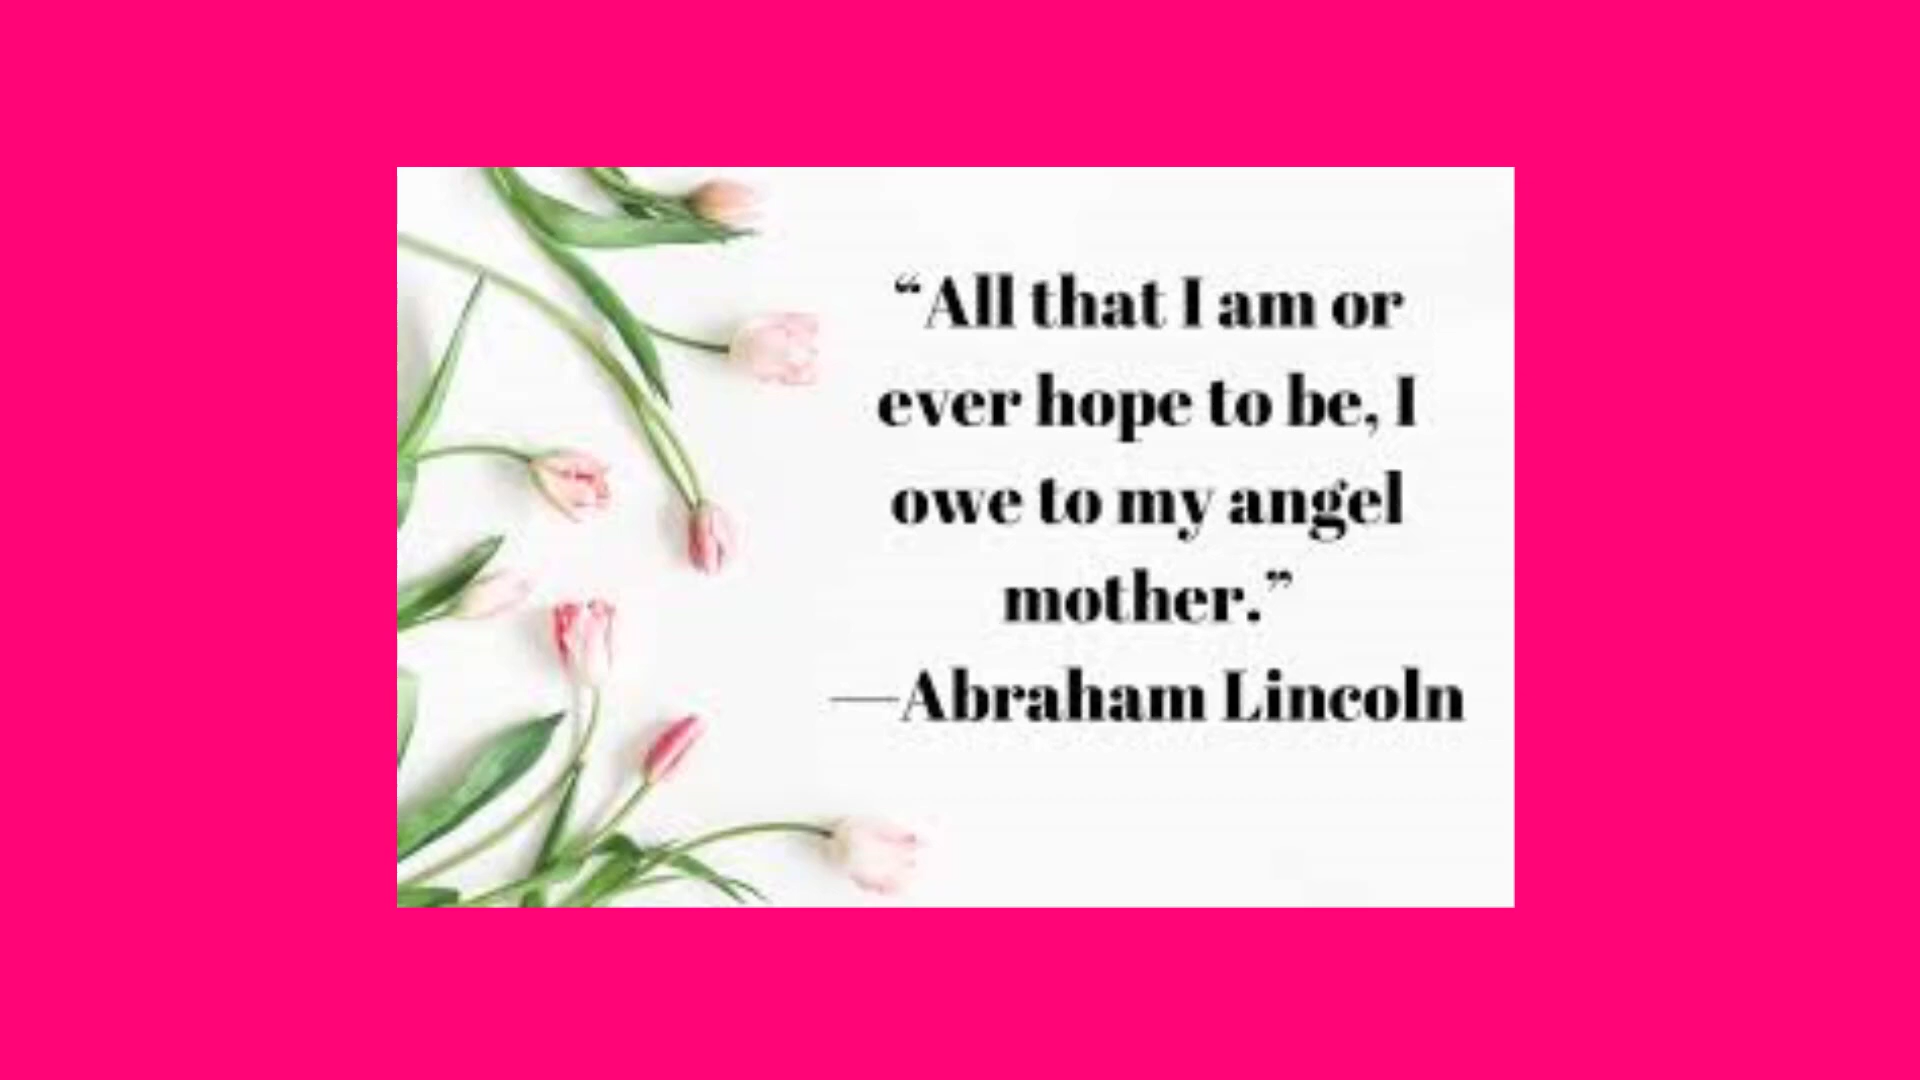 “All that I am or
ever hope to be, I
owe to my angel
mother.”
—Abraham Lincoln